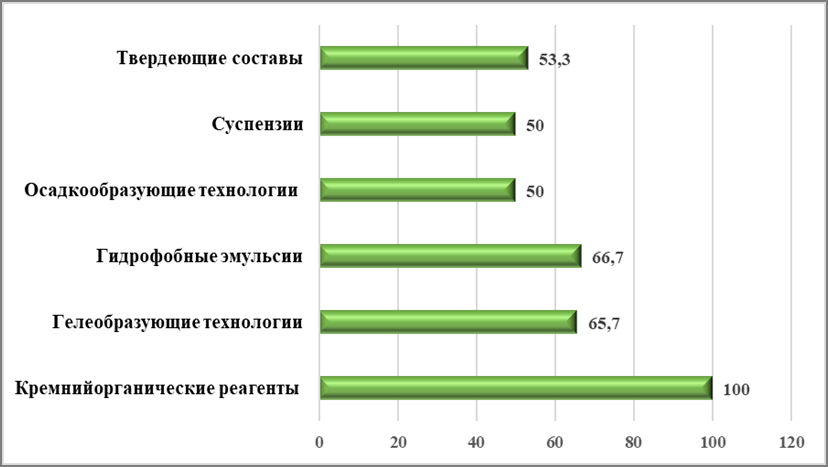 Твердеющие составы 53,3
Суспензии 50
Осадкообразующие технологии 50
Гидрофобные эмульсии 66,7
Гелеобразующие технологии 65,7
Кремнийорганические реагенты 100
0 20 40 60 80 100 120